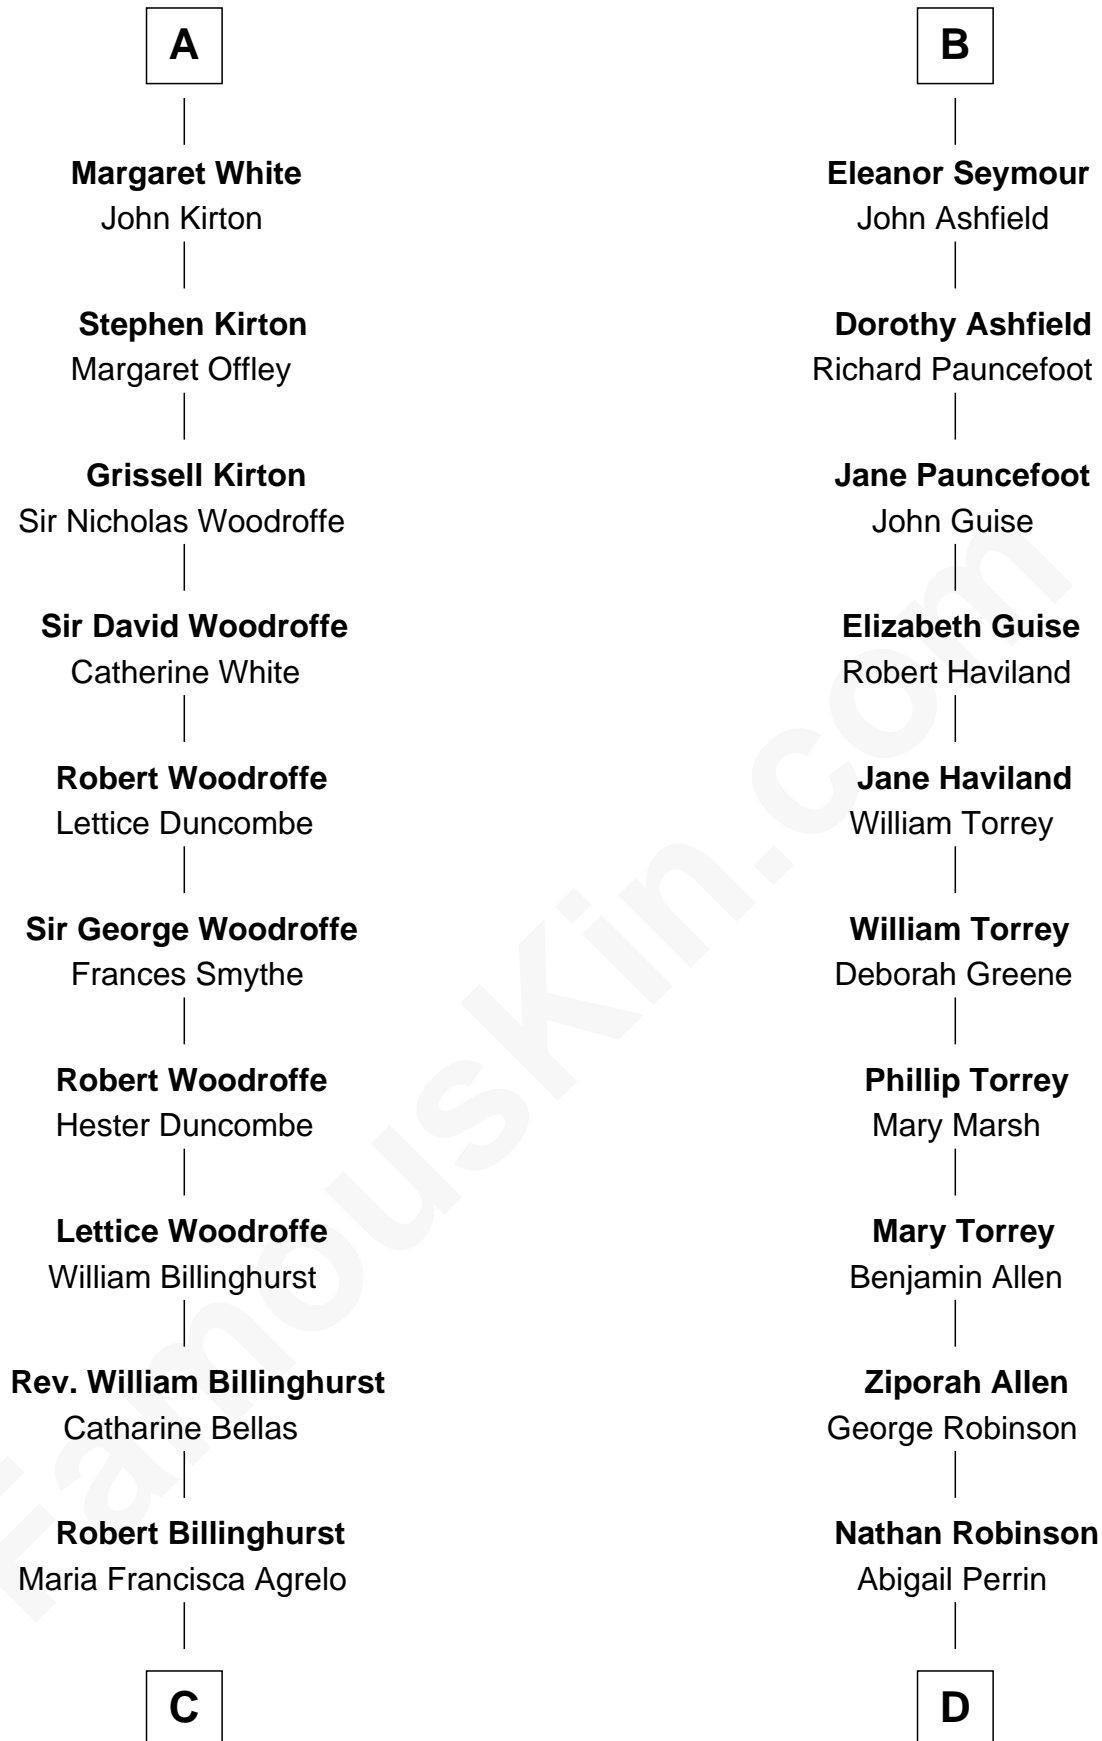 A
Margaret White
John Kirton
Stephen Kirton
Margaret Offley
Grissell Kirton
Sir Nicholas Woodroffe
Sir David Woodroffe
Catherine White
Robert Woodroffe
Lettice Duncombe
Sir George Woodroffe
Frances Smythe
Robert Woodroffe
Hester Duncombe
Lettice Woodroffe
William Billinghurst
Rev. William Billinghurst
Catharine Bellas
Robert Billinghurst
Maria Francisca Agrelo
C
B
Eleanor Seymour
John Ashfield
Dorothy Ashfield
Richard Pauncefoot
Jane Pauncefoot
John Guise
Elizabeth Guise
Robert Haviland
Jane Haviland
William Torrey
William Torrey
Deborah Greene
Phillip Torrey
Mary Marsh
Mary Torrey
Benjamin Allen
Ziporah Allen
George Robinson
Nathan Robinson
Abigail Perrin
D
FamousKin.com